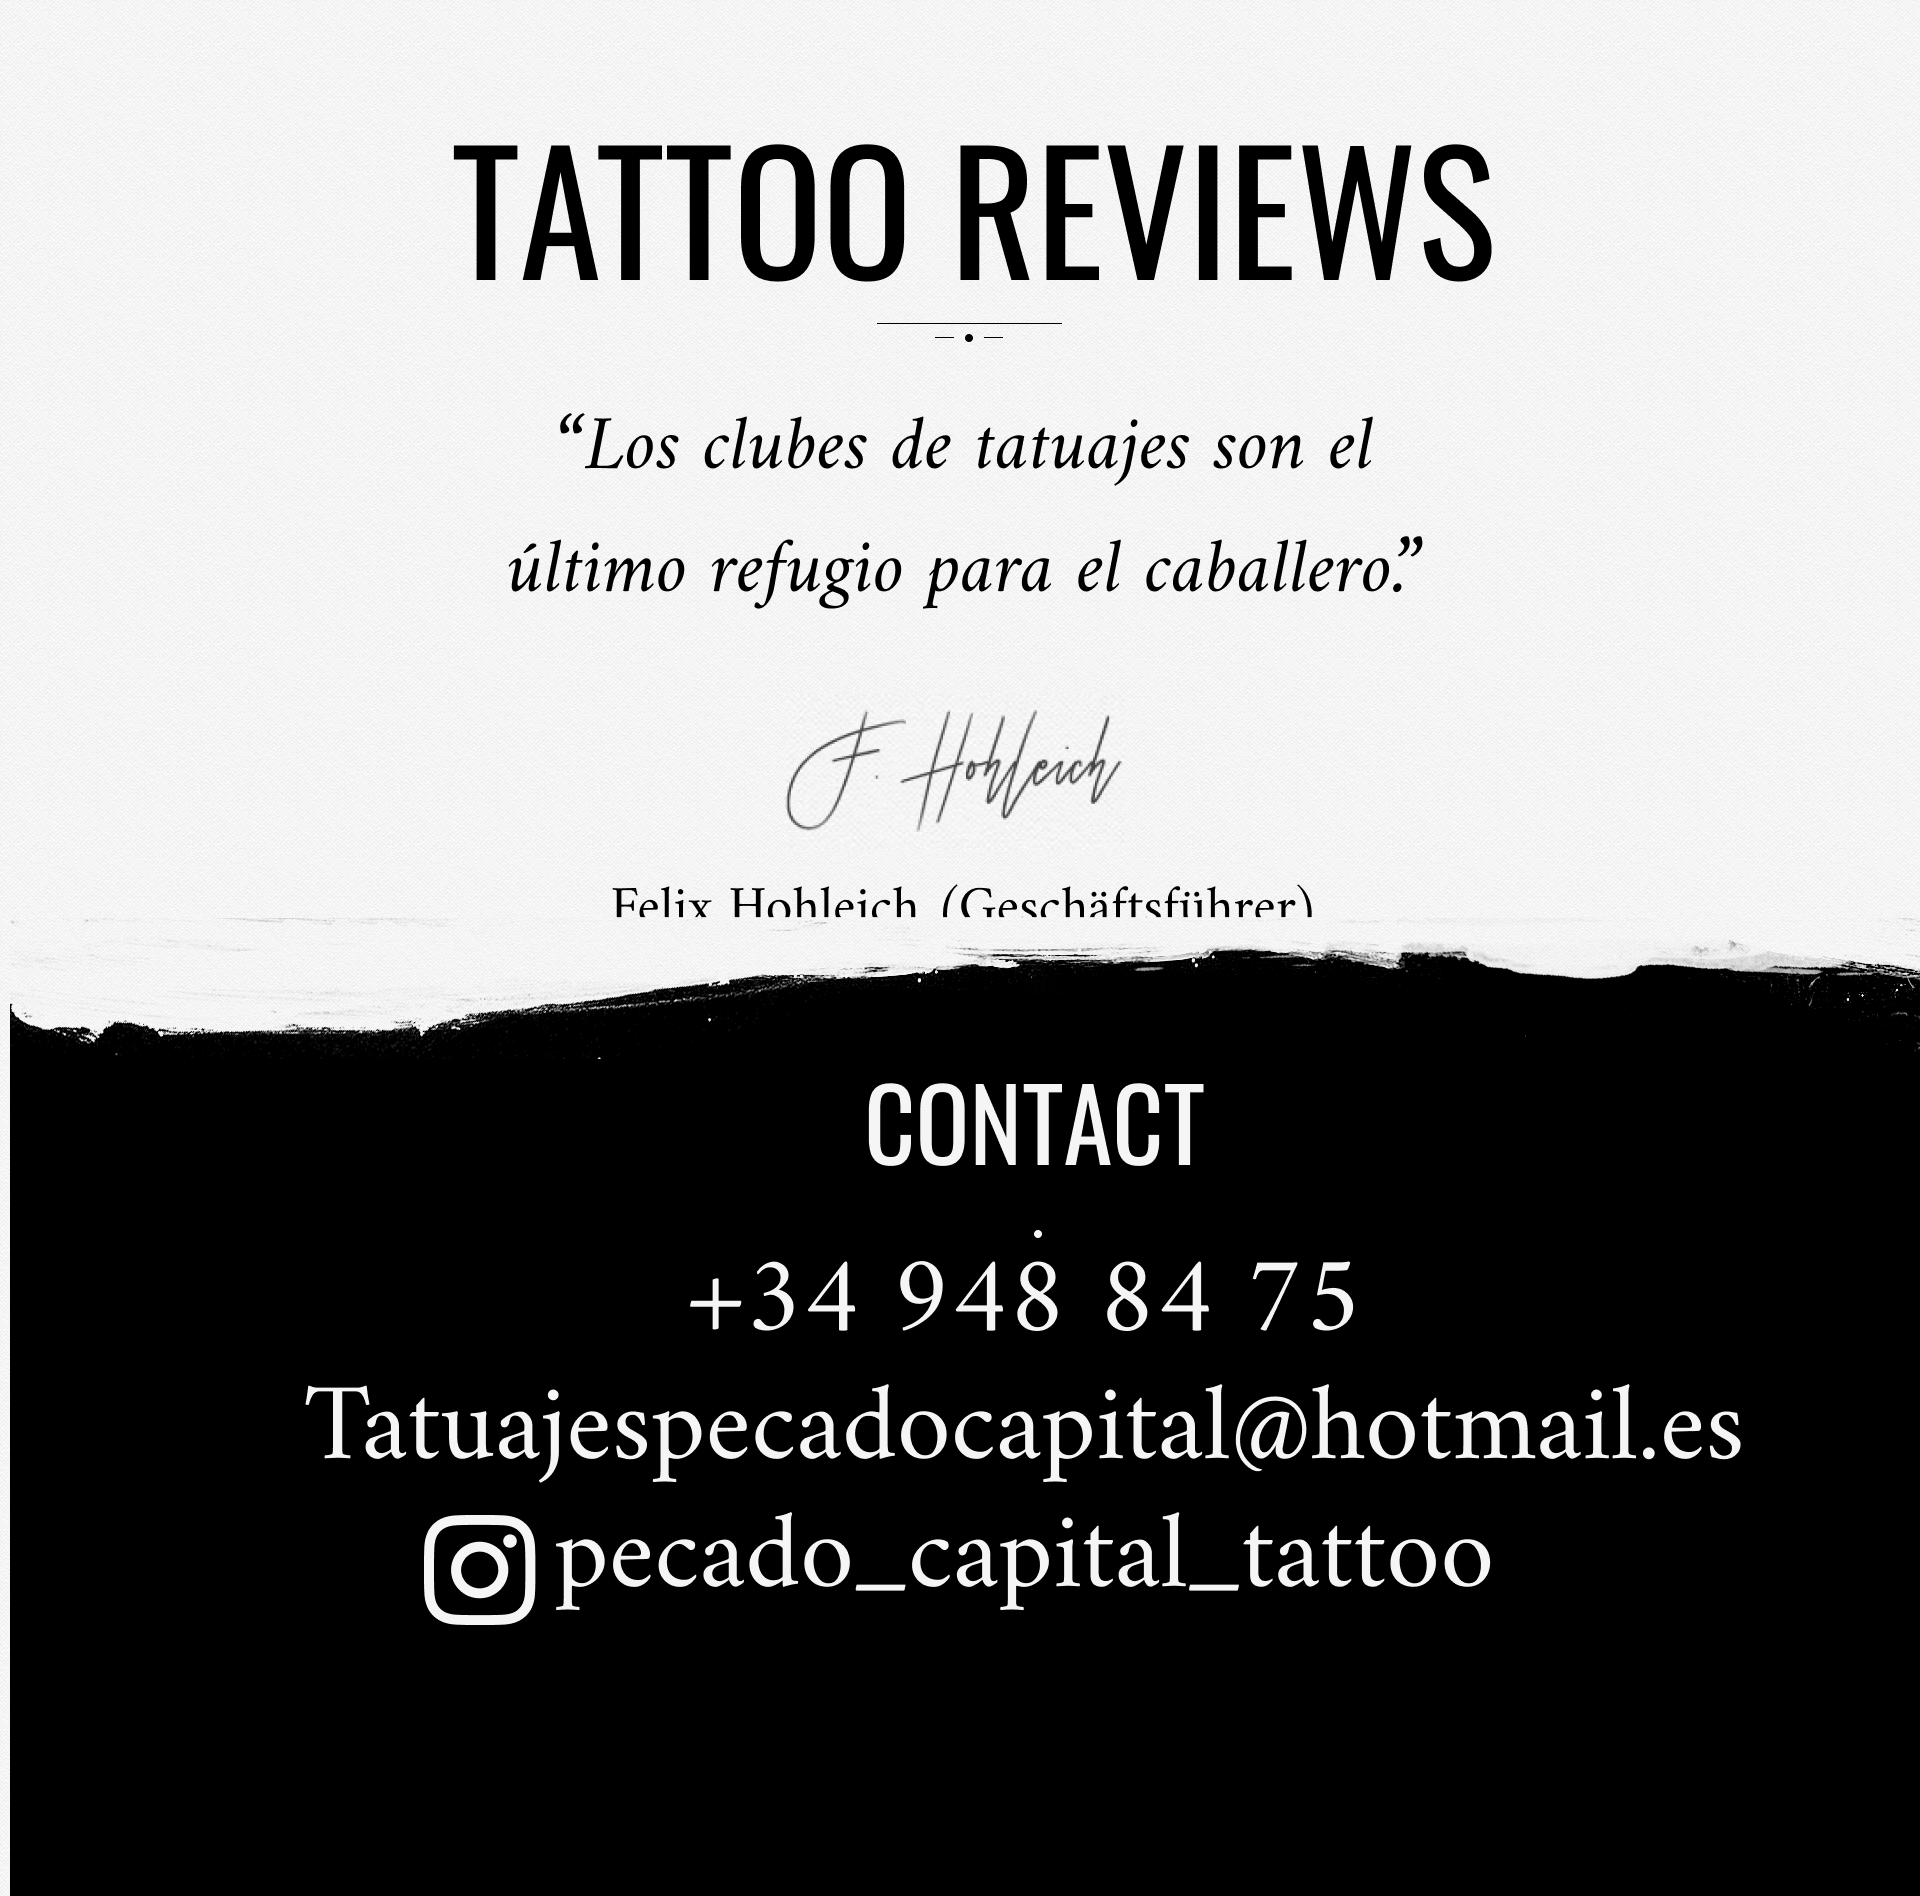 TATTOO REVIEWS
“Los clubes de tatuajes son el
último refugio para el caballero.”
F. Hohleich
Felix Hohleich (Geschäftsführer)
CONTACT
+34 948 84 75
Tatuajespecadocapital@hotmail.es
pecado_capital_tattoo